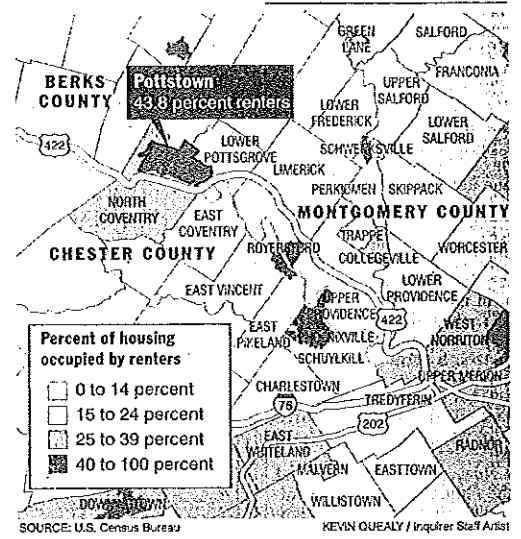 GREEN
LANE
SALFORD
FRANCONIA
BERKS
COUNTY
Pottstown
43.8 percent renters
UPPER
SALFORD
LOWER
FREDERICK
LOWER
SALFORD
422
LOWER
POTTSGROVE
SCHWENKSVILLE
LIMERICK
PERKIOMEN
SKIPPACK
NORTH
COVENTRY
EAST
COVENTRY
MONTGOMERY COUNTY
TRAPPE
WORCESTER
CHESTER COUNTY
ROYERSFORD
COLLEGEVILLE
EAST VINCENT
LOWER
PROVIDENCE
UPPER
PROVIDENCE
422
WEST
NORRITON
EAST
PIKELAND
SCHUYLKILL
UPPER MERION
Percent of housing
occupied by renters
0 to 14 percent
15 to 24 percent
25 to 39 percent
40 to 100 percent
CHARLESTOWN
TREDYFFRIN
76
202
EAST
WHITELAND
RADNOR
MALVERN
EASTTOWN
WILLISTOWN
SOURCE: U.S. Census Bureau
KEVIN QUEALY / Inquirer Staff Artist